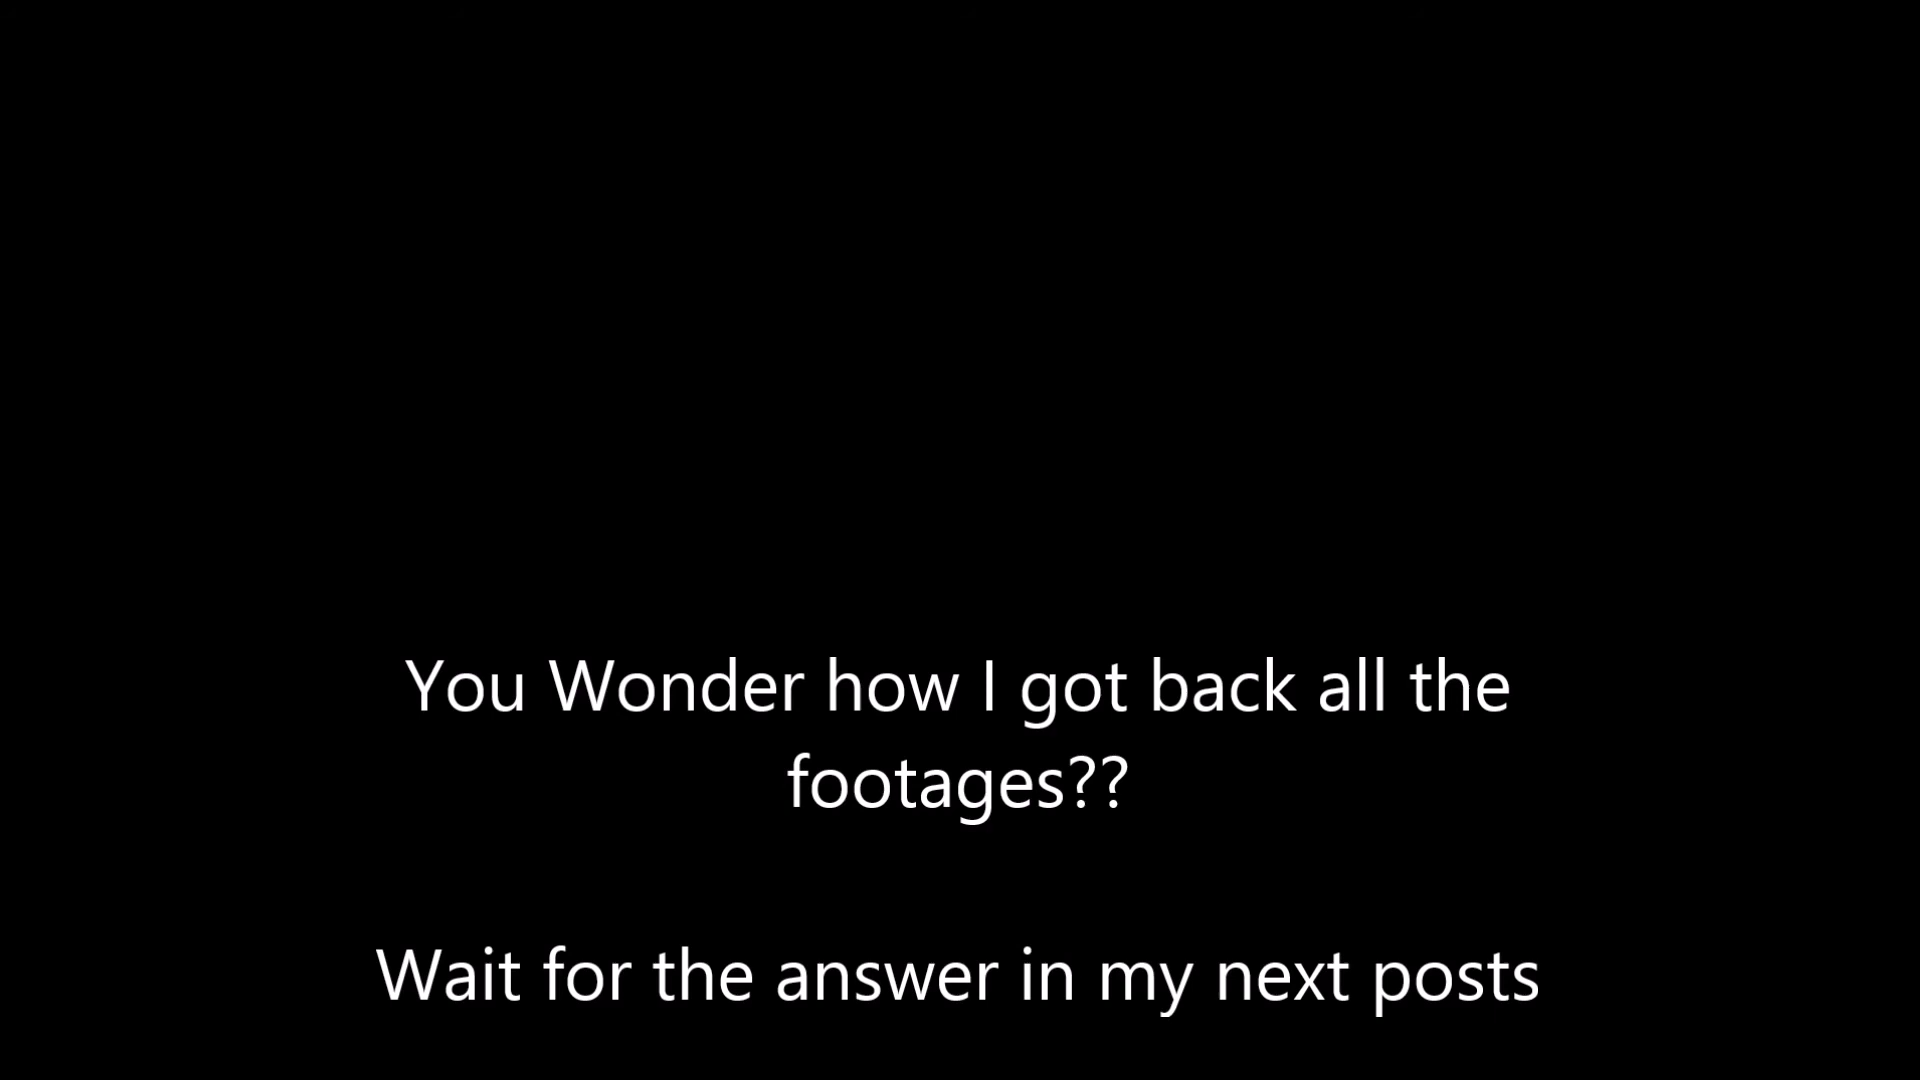 You Wonder how I got back all the
footages??
Wait for the answer in my next posts